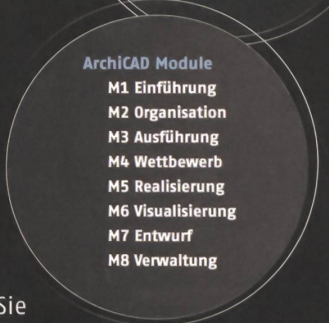 ArchiCAD Module
M1 Einführung
M2 Organisation
M3 Ausführung
M4 Wettbewerb
M5 Realisierung
M6 Visualisierung
M7 Entwurf
M8 Verwaltung
Sie